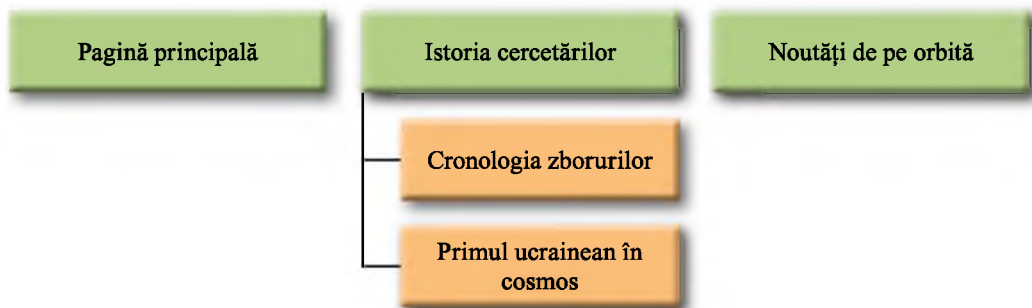 Pagină principală
Istoria cercetărilor
Noutăți de pe orbită
Cronologia zborurilor
Primul ucrainean în
cosmos